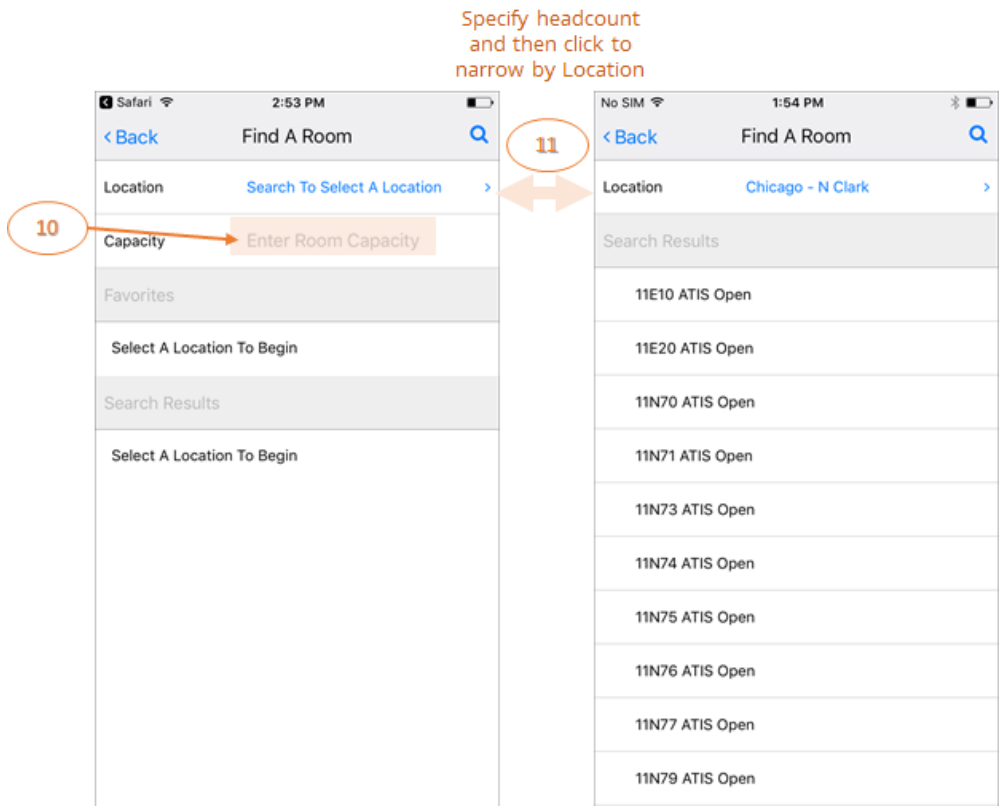 Specify headcount
and then click to
narrow by Location
Safari 2:53 PM
Back Find A Room
Location Search To Select A Location
10
Capacity Enter Room Capacity
Favorites
Select A Location To Begin
Search Results
Select A Location To Begin
11
No SIM 1:54 PM
Back Find A Room
Location Chicago - N Clark
Search Results
11E10 ATIS Open
11E20 ATIS Open
11N70 ATIS Open
11N71 ATIS Open
11N73 ATIS Open
11N74 ATIS Open
11N75 ATIS Open
11N76 ATIS Open
11N77 ATIS Open
11N79 ATIS Open